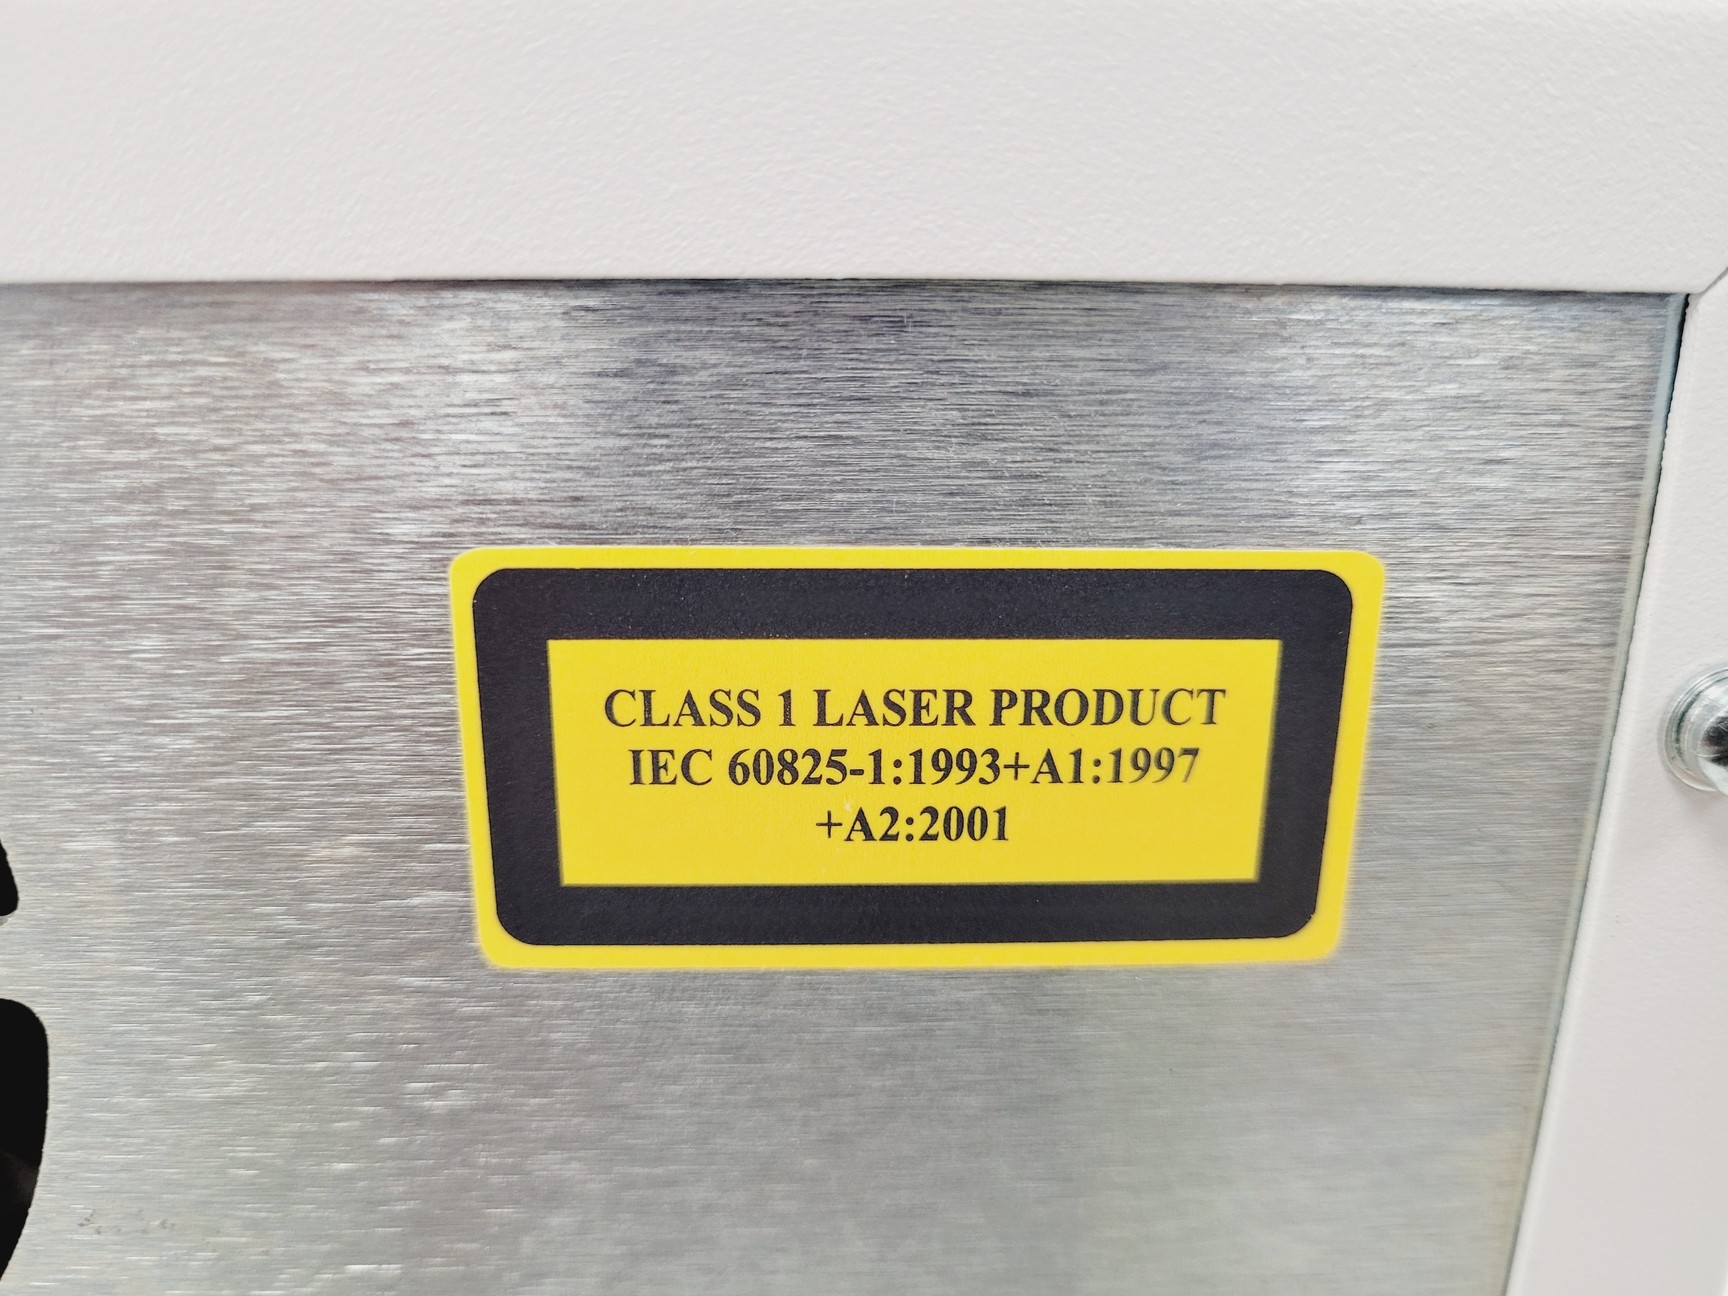 CLASS 1 LASER PRODUCT
IEC 60825-1:1993+A1:1997
+A2:2001